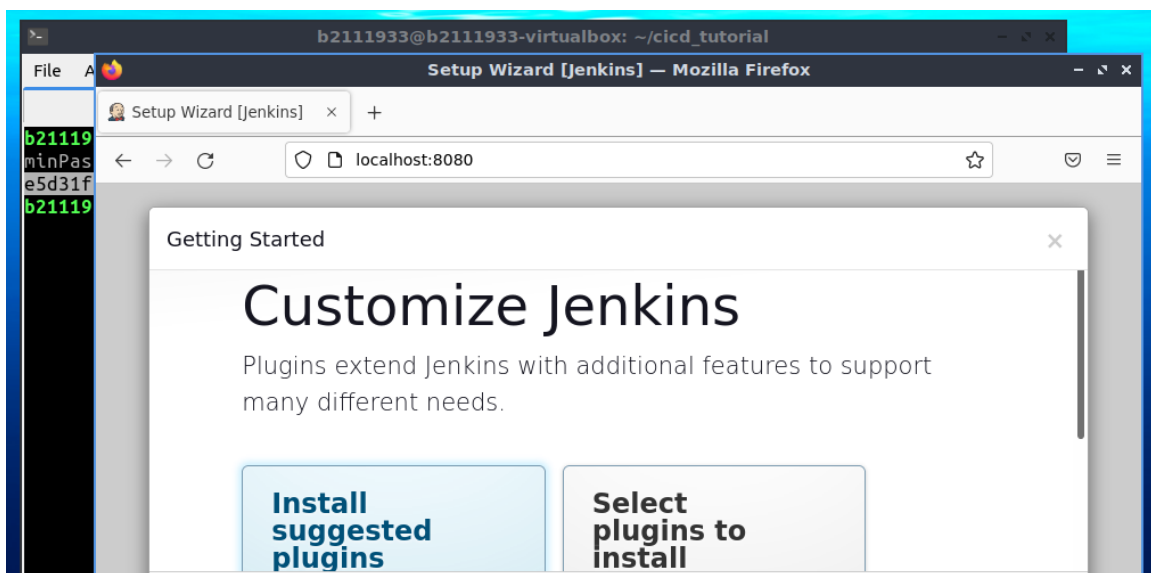 b2111933@b2111933-virtualbox: ~/cicd_tutorial
File A
Setup Wizard [Jenkins] — Mozilla Firefox
Setup Wizard [Jenkins]
b21119
minPas
localhost:8080
e5d31f
b21119
Getting Started
Customize Jenkins
Plugins extend Jenkins with additional features to support
many different needs.
Install
suggested
plugins
Select
plugins to
install